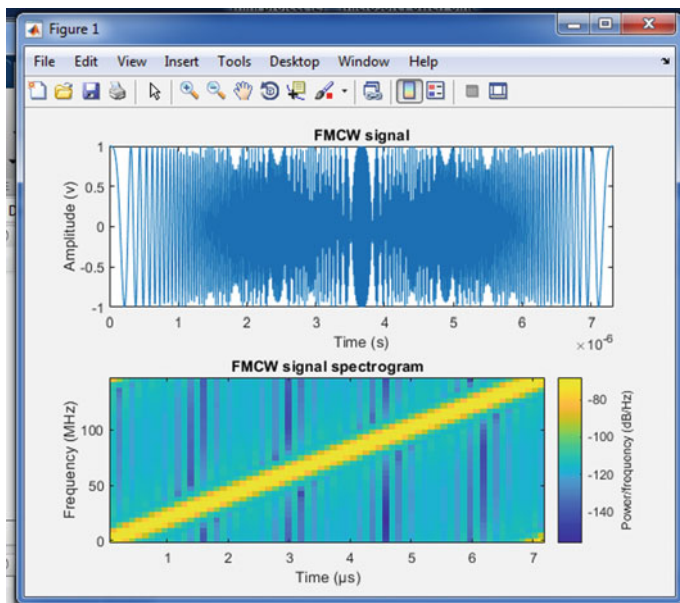 Figure 1
File Edit View Insert Tools Desktop Window Help
FMCW signal
1
0.5
0
-0.5
-1
Amplitude (v)
0 1 2 3 4 5 6 7
Time (s)
×10⁻⁶
FMCW signal spectrogram
100
50
0
Frequency (MHz)
1 2 3 4 5 6 7
Time (μs)
-80
-100
-120
-140
Power/frequency (dB/Hz)